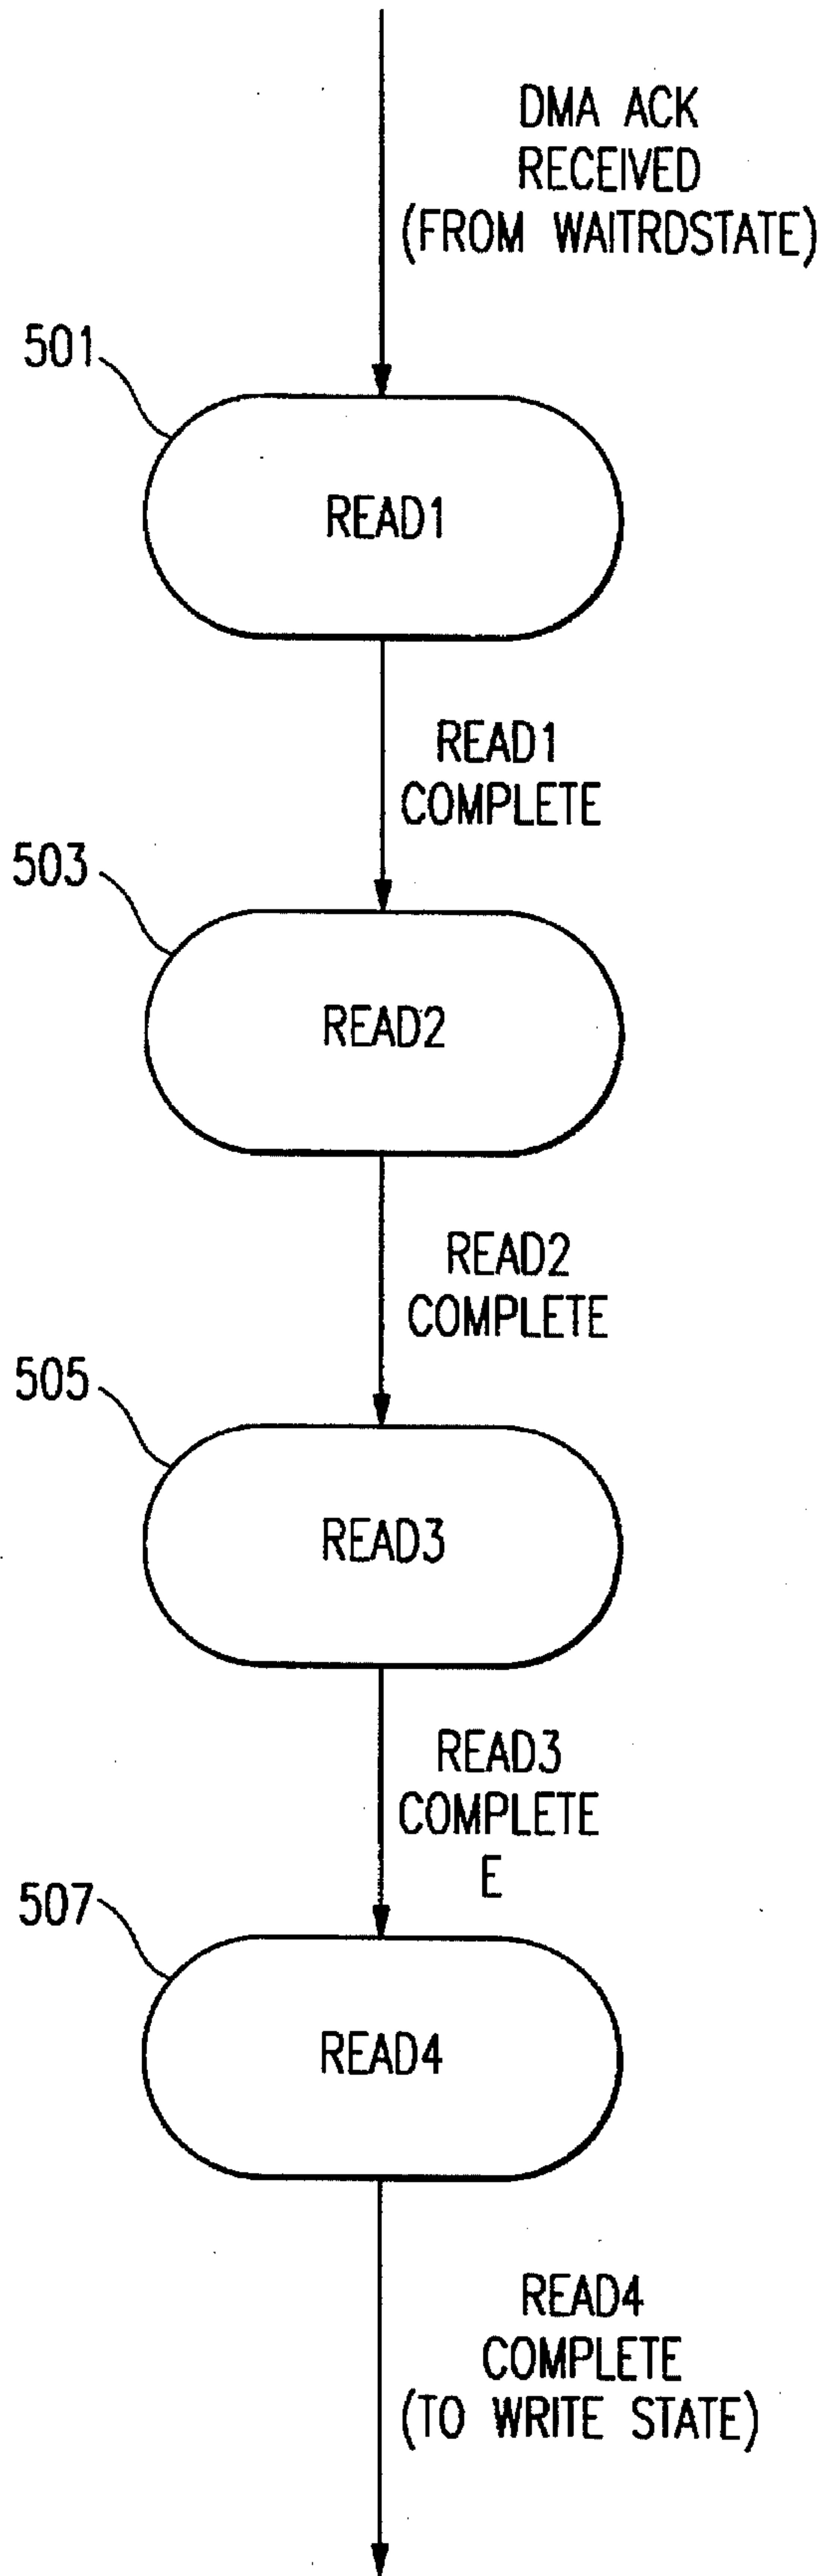 DMA ACK
RECEIVED
(FROM WAITRDSTATE)
501
READ1
READ1
COMPLETE
503
READ2
READ2
COMPLETE
505
READ3
READ3
COMPLETE
E
507
READ4
READ4
COMPLETE
(TO WRITE STATE)